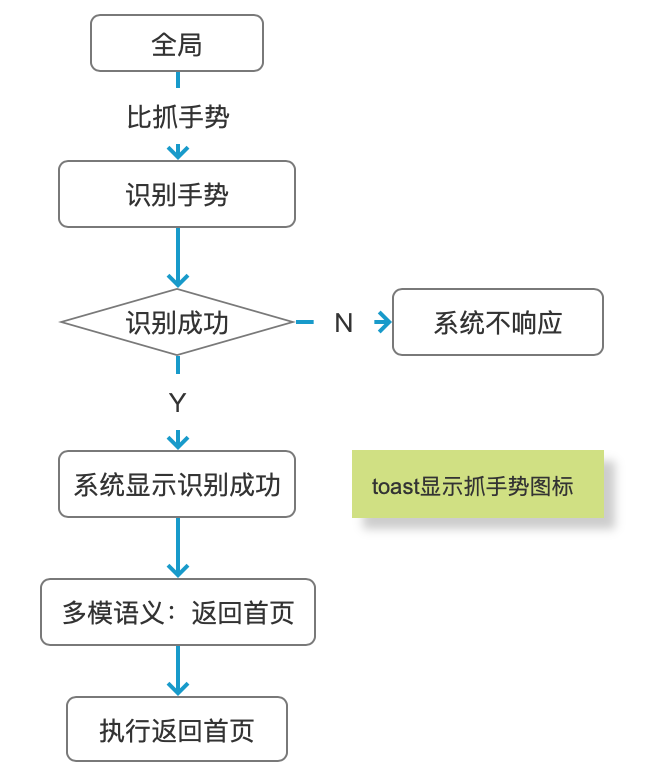 全局
比抓手势
识别手势
识别成功
N
系统不响应
Y
系统显示识别成功
toast显示抓手势图标
多模语义：返回首页
执行返回首页